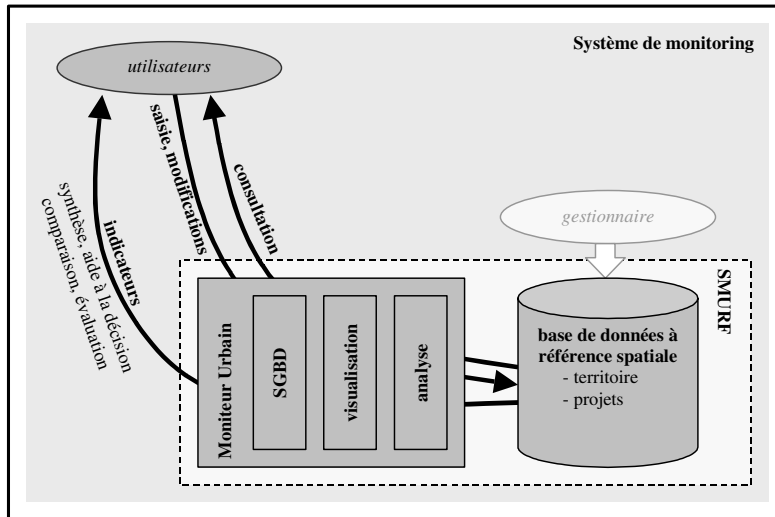 Système de monitoring
utilisateurs
saisie, modifications
consultation
indicateurs
synthèse, aide à la décision
comparaison, évaluation
gestionnaire
SMURF
Moniteur Urbain
SGBD
visualisation
analyse
base de données à
référence spatiale
- territoire
- projets